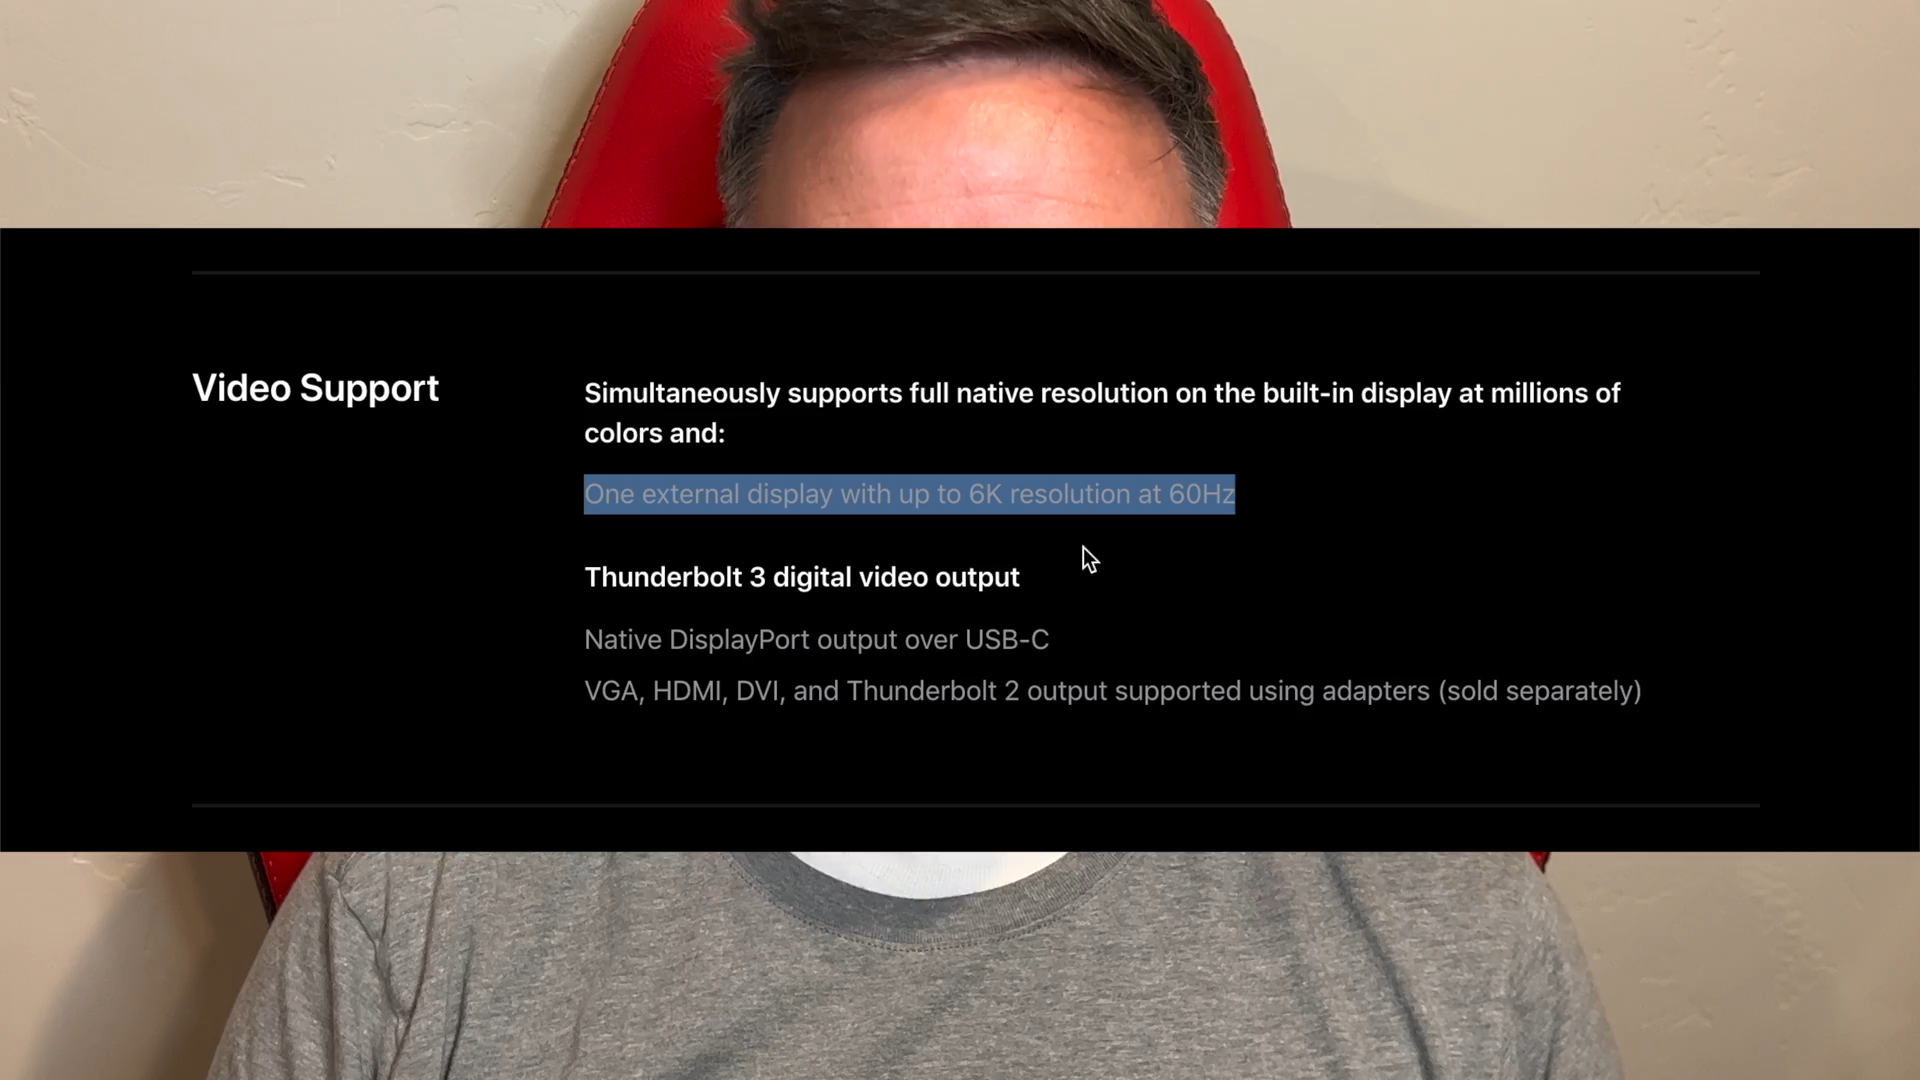 Video Support
Simultaneously supports full native resolution on the built-in display at millions of
colors and:
One external display with up to 6K resolution at 60Hz
Thunderbolt 3 digital video output
Native DisplayPort output over USB-C
VGA, HDMI, DVI, and Thunderbolt 2 output supported using adapters (sold separately)